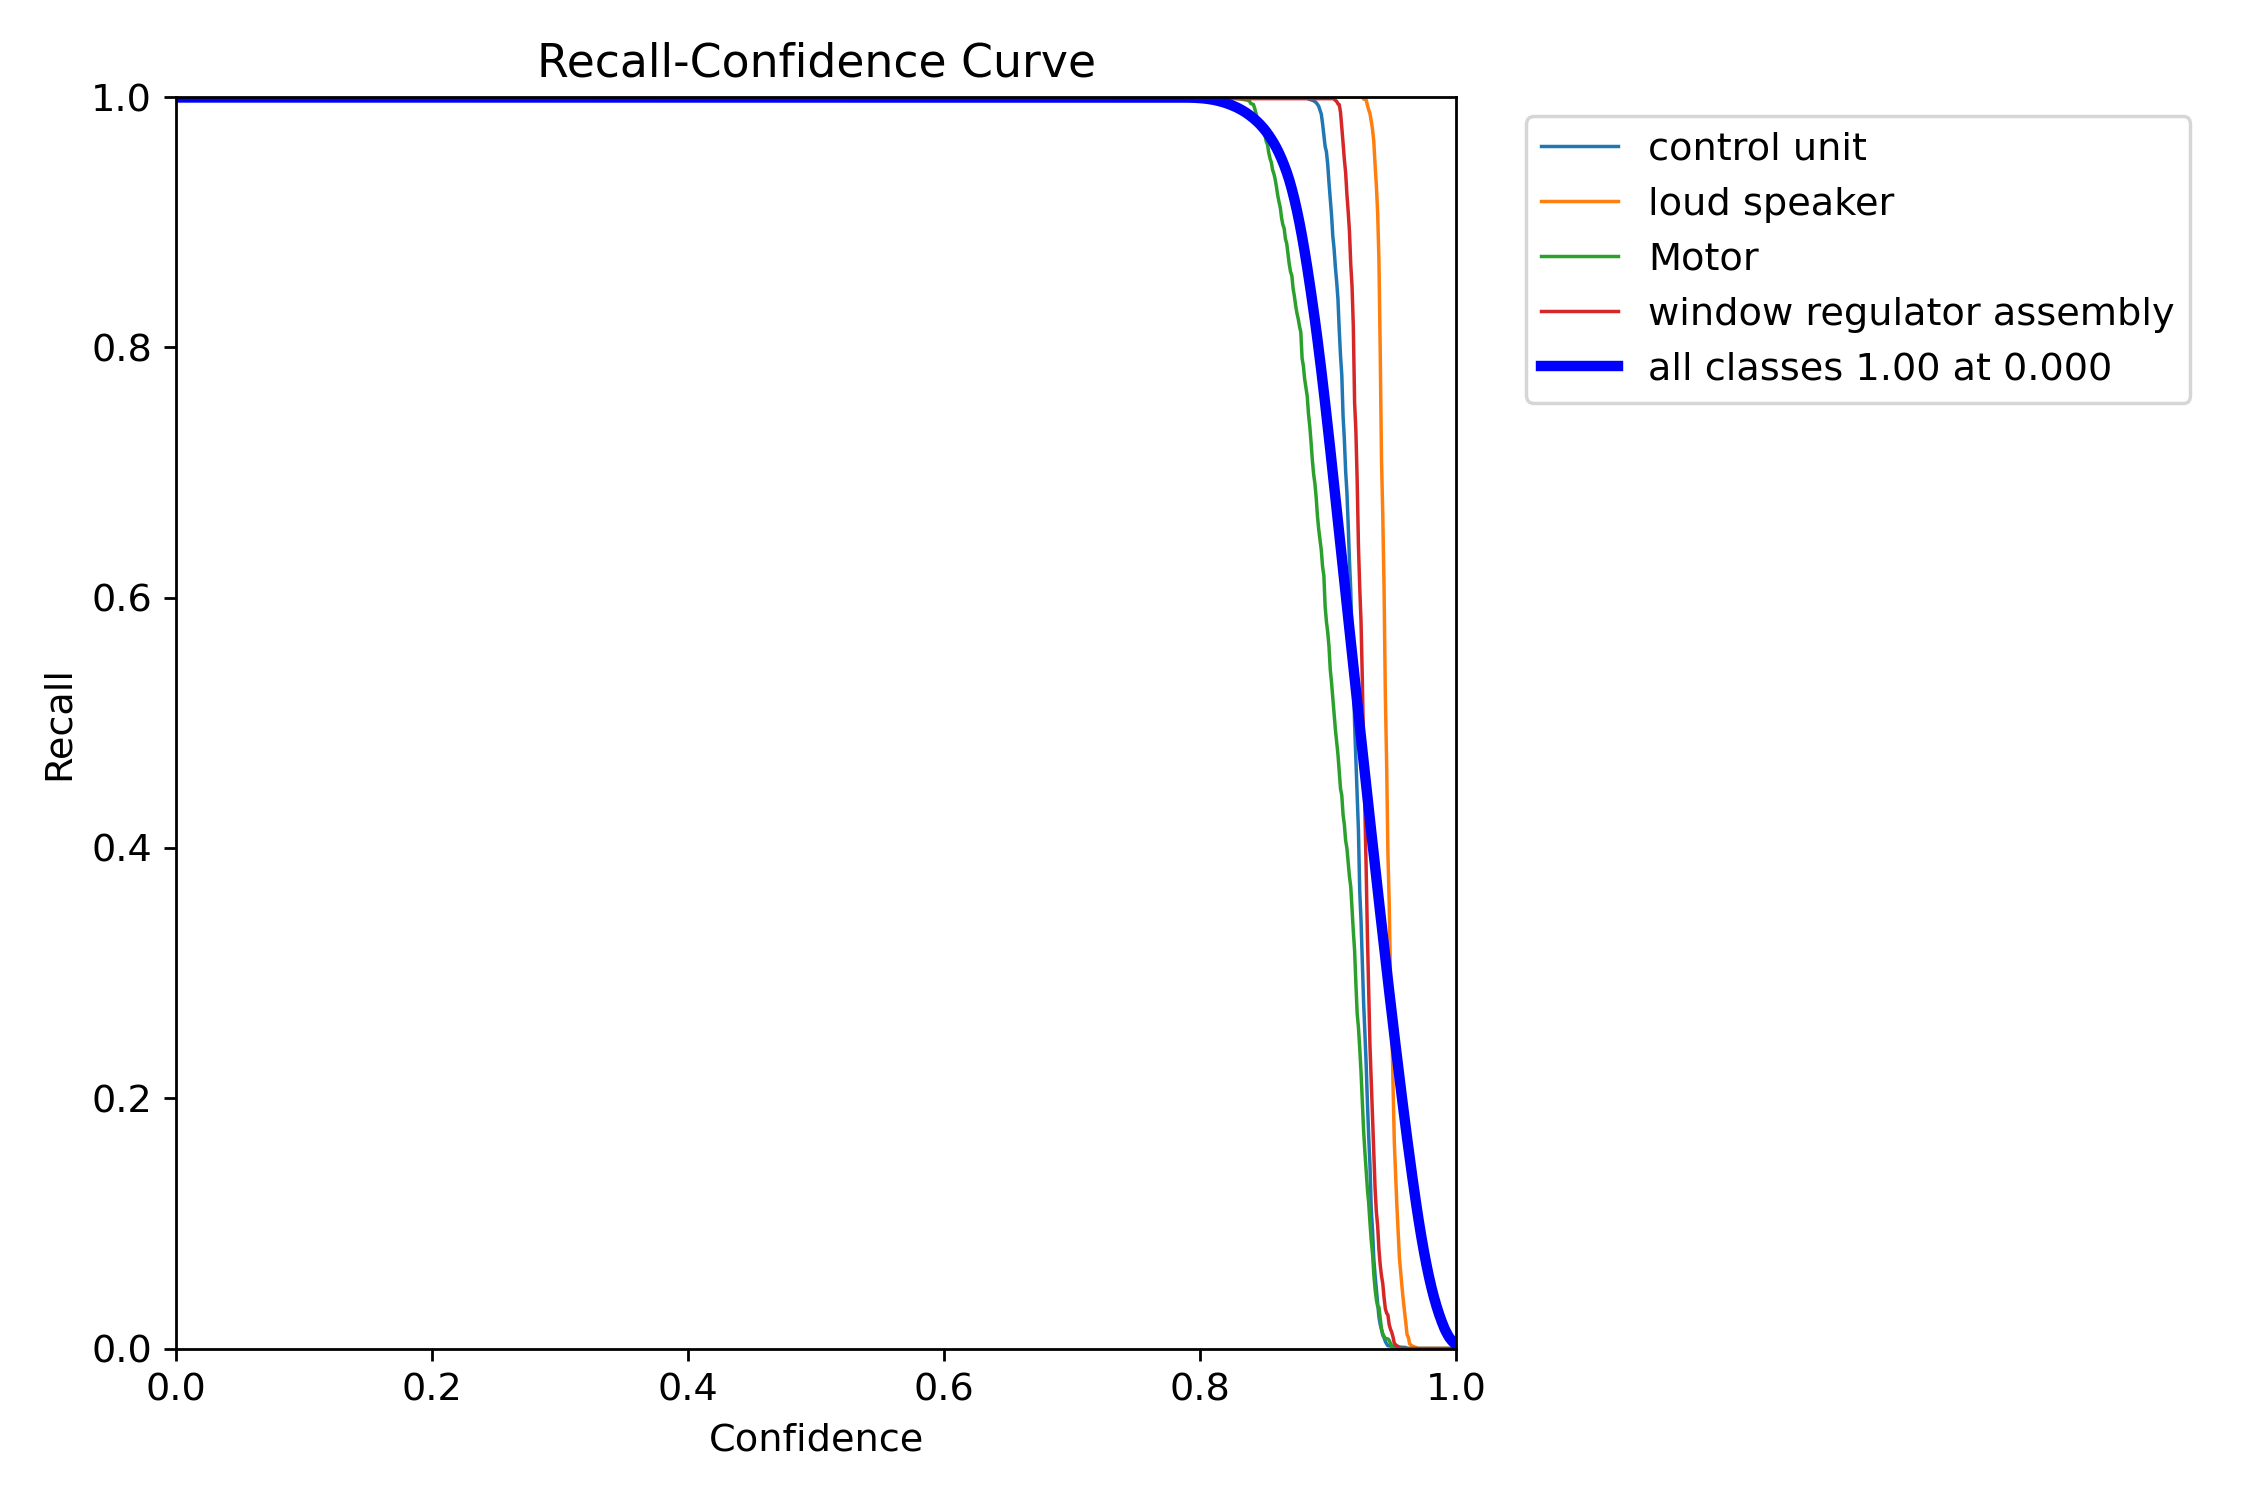 Recall-Confidence Curve
1.0
0.8
0.6
0.4
0.2
0.0
Recall
0.0 0.2 0.4 0.6 0.8 1.0
Confidence
control unit
loud speaker
Motor
window regulator assembly
all classes 1.00 at 0.000